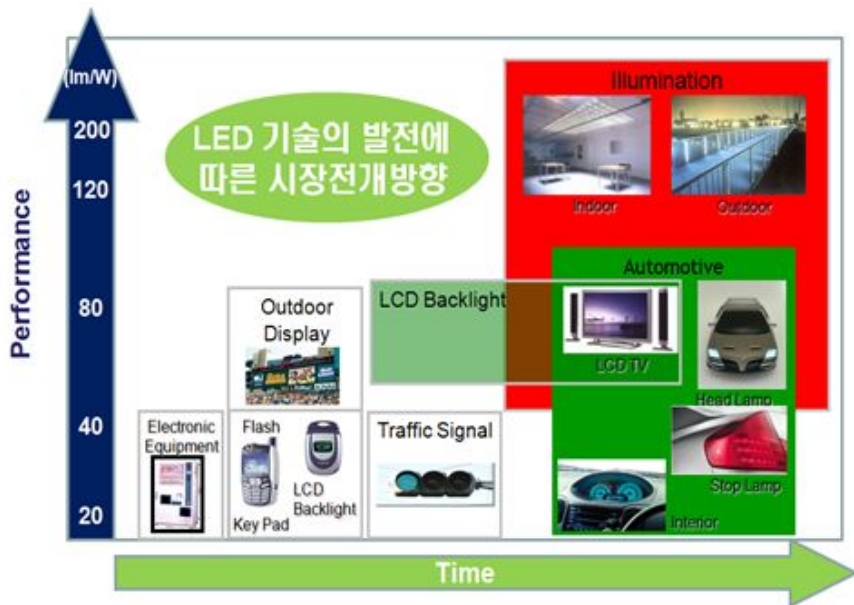 (lm/W)
200
120
80
40
20
Performance
LED 기술의 발전에
따른 시장전개방향
Illumination
Indoor
Outdoor
Automotive
LCD Backlight
LCD TV
Head Lamp
Outdoor
Display
Electronic
Equipment
Flash
LCD
Backlight
Key Pad
Traffic Signal
Stop Lamp
Interior
Time